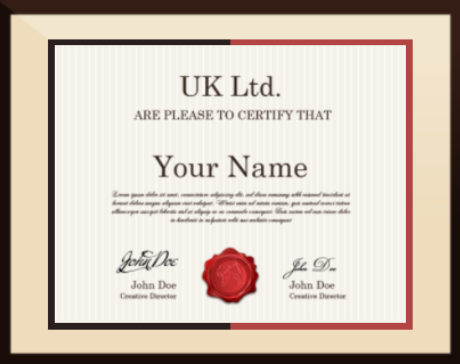 UK Ltd.
ARE PLEASE TO CERTIFY THAT
Your Name
Lorem ipsum dolor sit amet, consectetuer adipiscing elit, sed diam nonummy nibh euismod tincidunt ut
laoreet dolore magna aliquam erat volutpat. Ut wisi enim ad minim veniam, quis nostrud exerci tation
ullamcorper suscipit lobortis nisl ut aliquip ex ea commodo consequat. Duis autem vel eum iriure dolor
in hendrerit in vulputate velit esse molestie consequat
John Doe John Doe
John Doe John Doe
Creative Director Creative Director